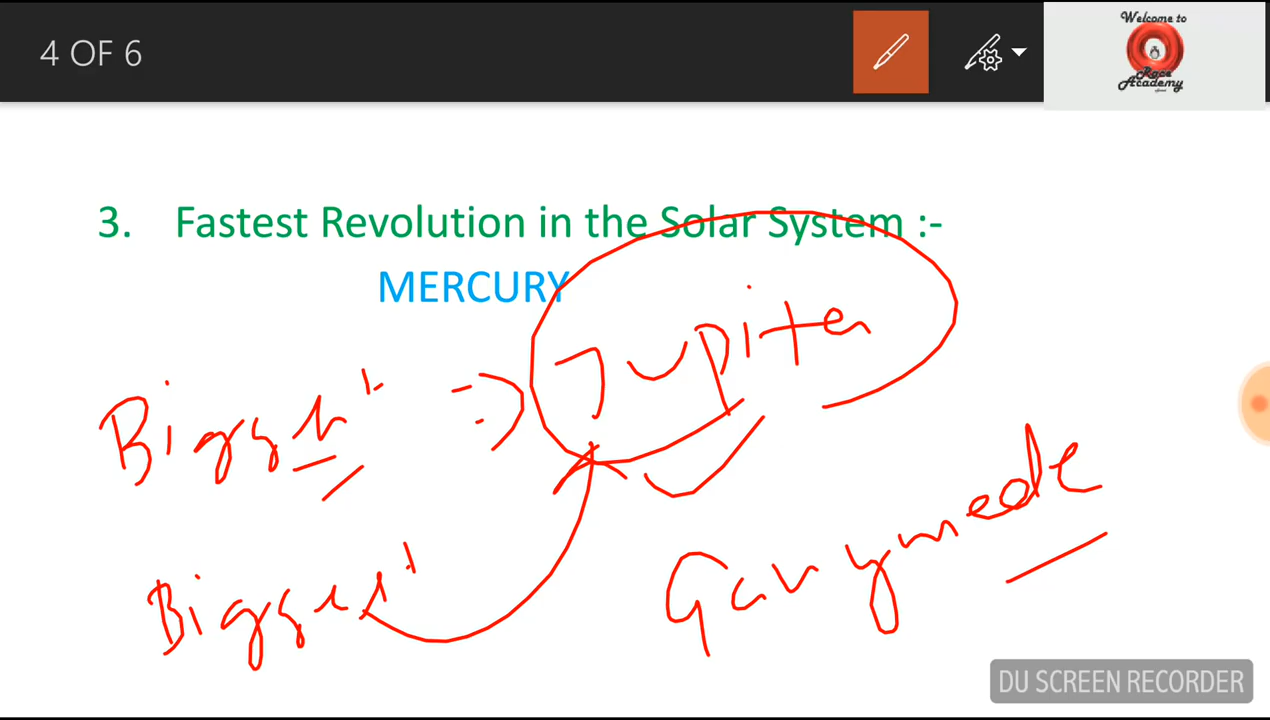 4 OF 6
Welcome to
Race
Academy
3. Fastest Revolution in the Solar System :-
MERCURY
Biggest => Jupiter
Biggest
Ganymede
DU SCREEN RECORDER